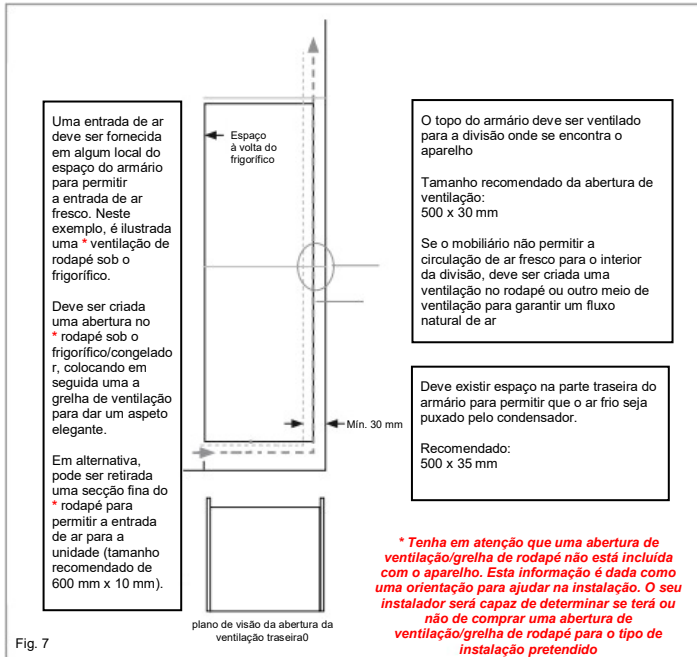 Uma entrada de ar
deve ser fornecida
em algum local do
espaço do armário
para permitir
a entrada de ar
fresco. Neste
exemplo, é ilustrada
uma * ventilação de
rodapé sob o
frigorífico.
Deve ser criada
uma abertura no
* rodapé sob o
frigorífico/congelado
r, colocando em
seguida uma a
grelha de ventilação
para dar um aspeto
elegante.
Em alternativa,
pode ser retirada
uma secção fina do
* rodapé para
permitir a entrada
de ar para a
unidade (tamanho
recomendado de
600 mm x 10 mm).
Espaço
à volta do
frigorífico
Mín. 30 mm
plano de visão da abertura da
ventilação traseira0
O topo do armário deve ser ventilado
para a divisão onde se encontra o
aparelho
Tamanho recomendado da abertura de
ventilação:
500 x 30 mm
Se o mobiliário não permitir a
circulação de ar fresco para o interior
da divisão, deve ser criada uma
ventilação no rodapé ou outro meio de
ventilação para garantir um fluxo
natural de ar
Deve existir espaço na parte traseira do
armário para permitir que o ar frio seja
puxado pelo condensador.
Recomendado:
500 x 35 mm
* Tenha em atenção que uma abertura de
ventilação/grelha de rodapé não está incluída
com o aparelho. Esta informação é dada como
uma orientação para ajudar na instalação. O seu
instalador será capaz de determinar se terá ou
não de comprar uma abertura de
ventilação/grelha de rodapé para o tipo de
instalação pretendido
Fig. 7